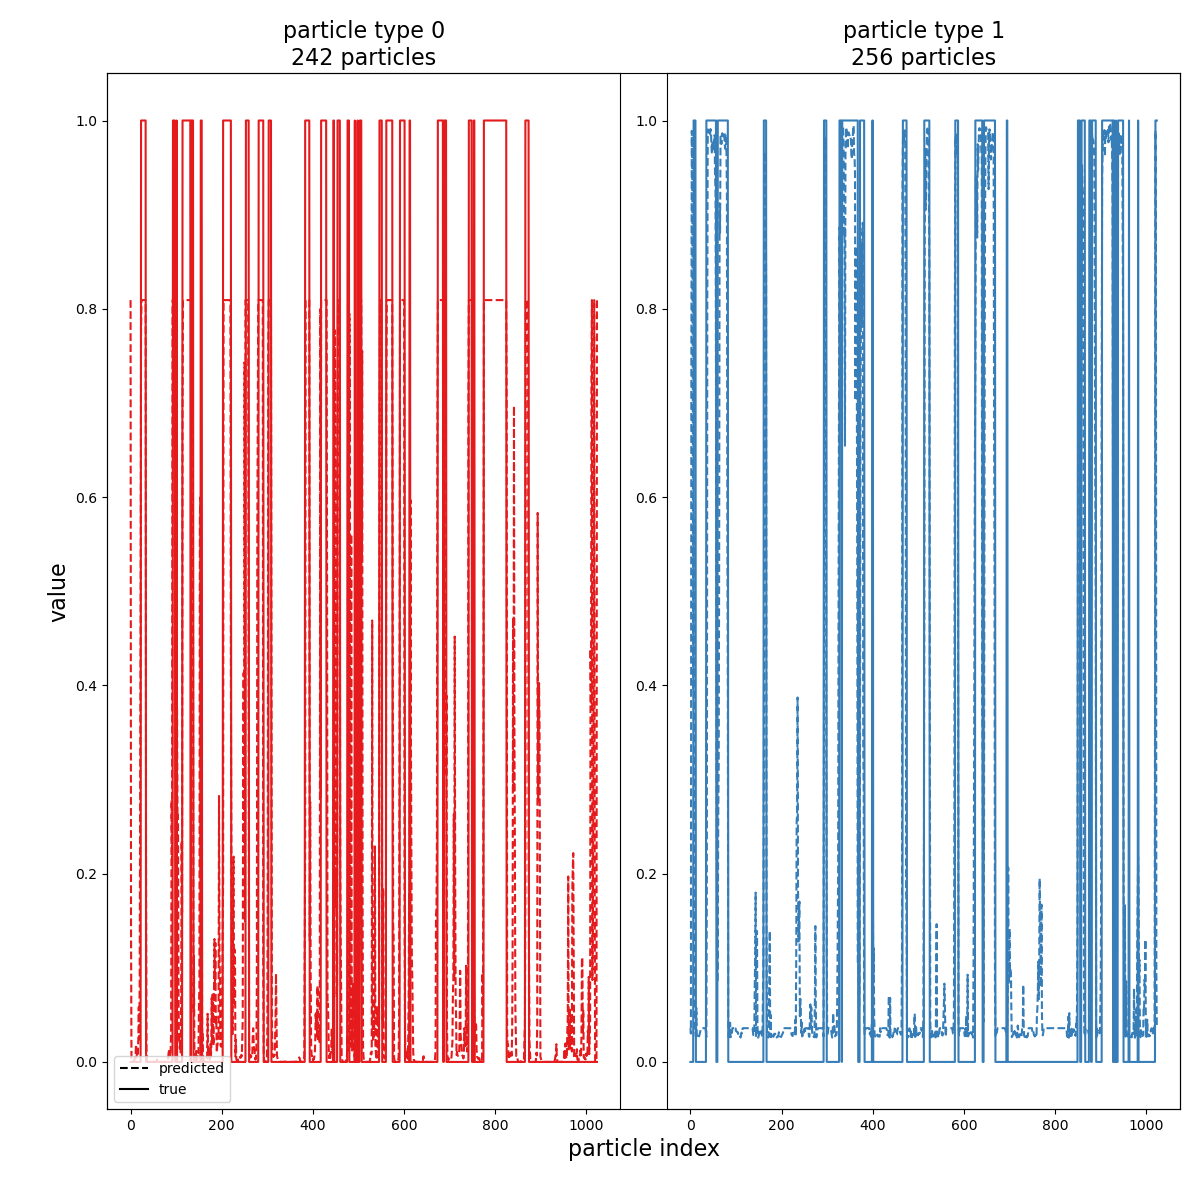 particle type 0
242 particles
particle type 1
256 particles
1.0
0.8
0.6
0.4
0.2
0.0
value
predicted
true
0 200 400 600 800 1000
1.0
0.8
0.6
0.4
0.2
0.0
0 200 400 600 800 1000
particle index